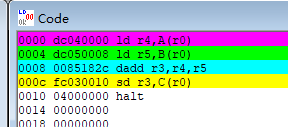 Code
0000 dc040000 ld r4,A(r0)
0004 dc050008 ld r5,B(r0)
0008 0085182c dadd r3,r4,r5
000c fc030010 sd r3,C(r0)
0010 04000000 halt
0014 00000000
0018 00000000